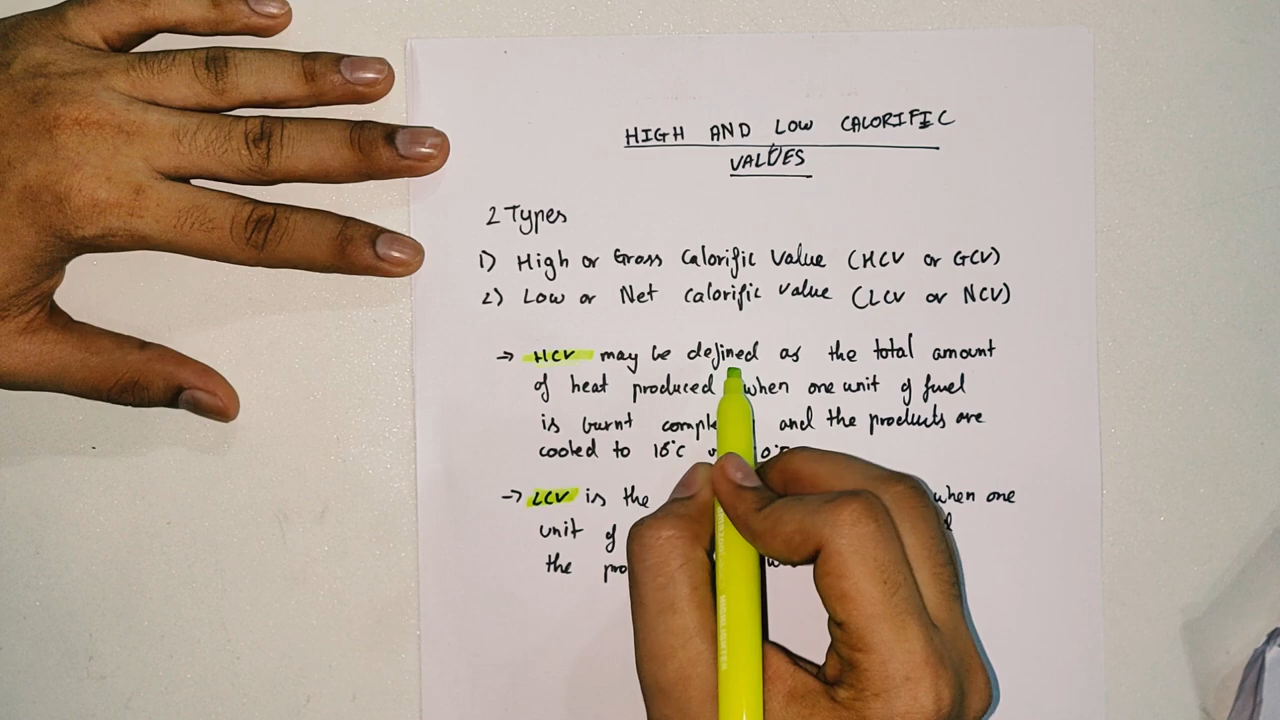 HIGH AND LOW CALORIFIC
VALUES
2 Types
1) High or Gross Calorific Value (HCV or GCV)
2) Low or Net Calorific Value (LCV or NCV)
→ HCV may be defined as the total amount
of heat produced when one unit of fuel
is burnt and the products are
cooled to
→ LCV is the when one
unit of
the
HIGHLIGHTER